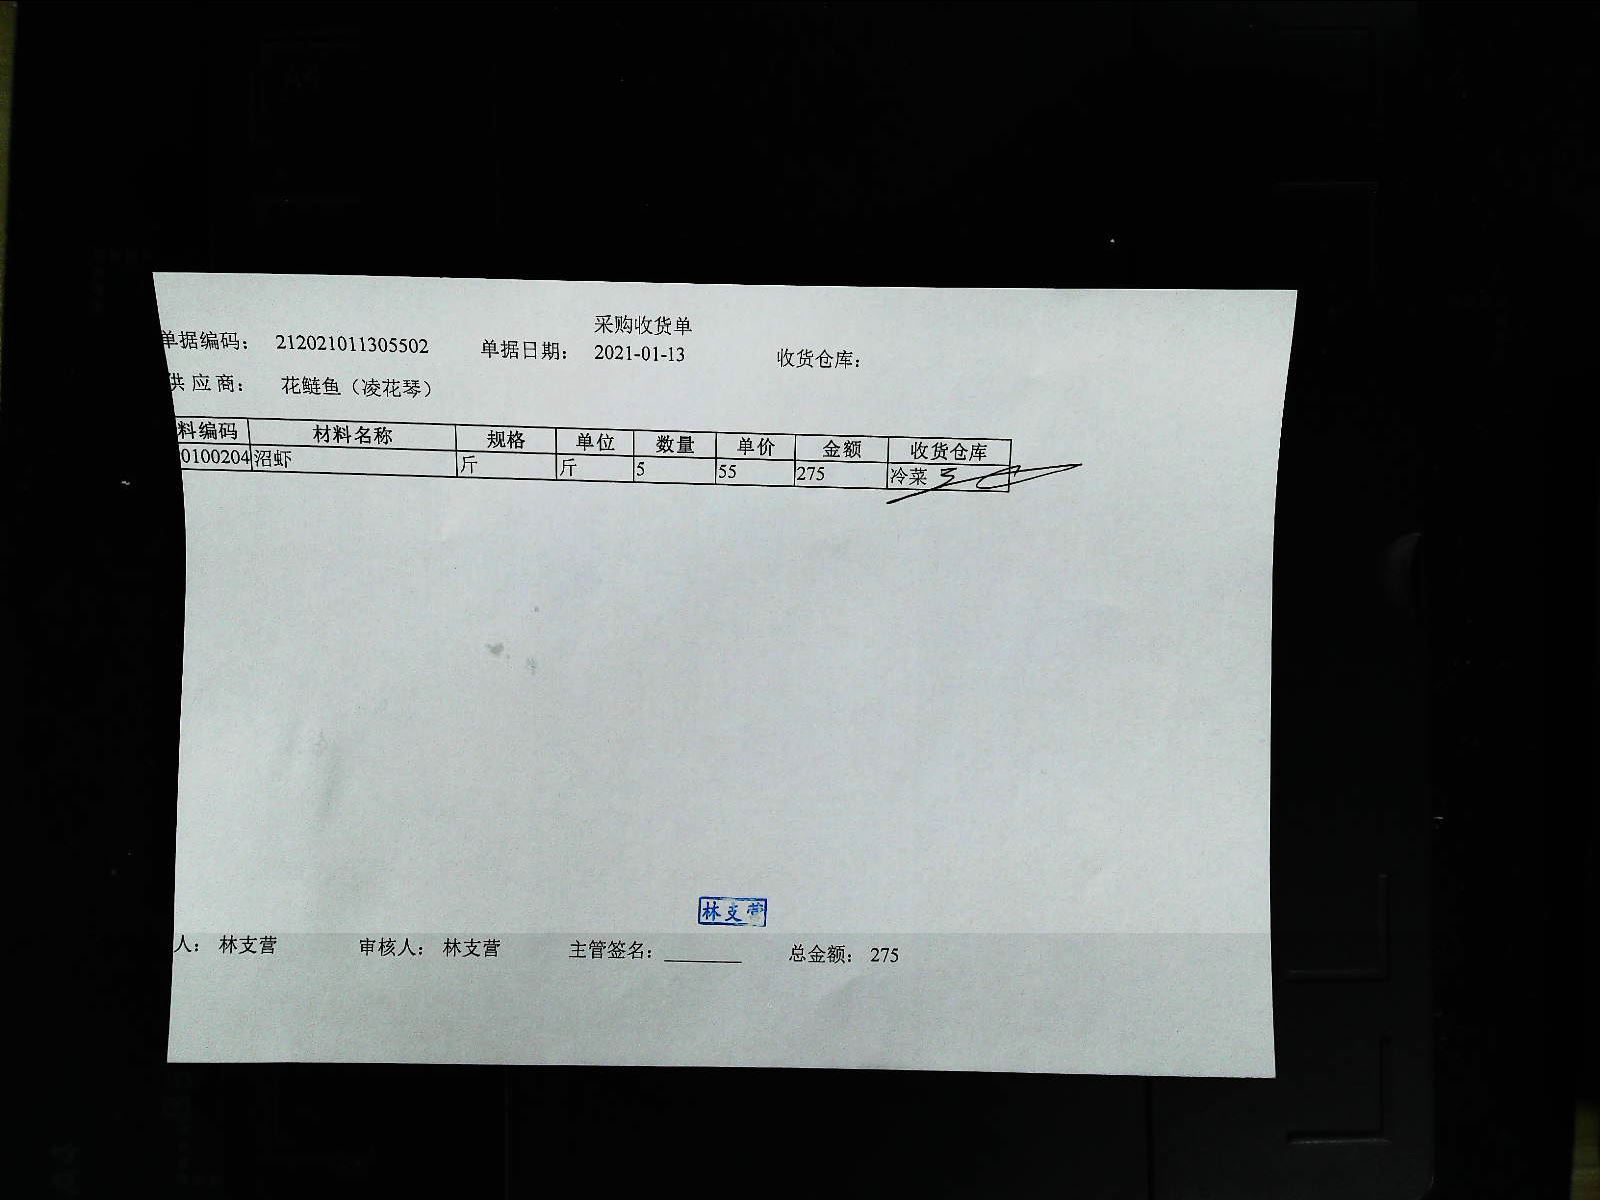 采购收货单
单据编码： 212021011305502 单据日期： 2021-01-13 收货仓库：
供应商： 花鲢鱼（凌花琴）
料编码 材料名称 规格 单位 数量 单价 金额 收货仓库
0100204 沼虾 斤 斤 5 55 275 冷菜
林支营
人： 林支营 审核人： 林支营 主管签名：________ 总金额： 275